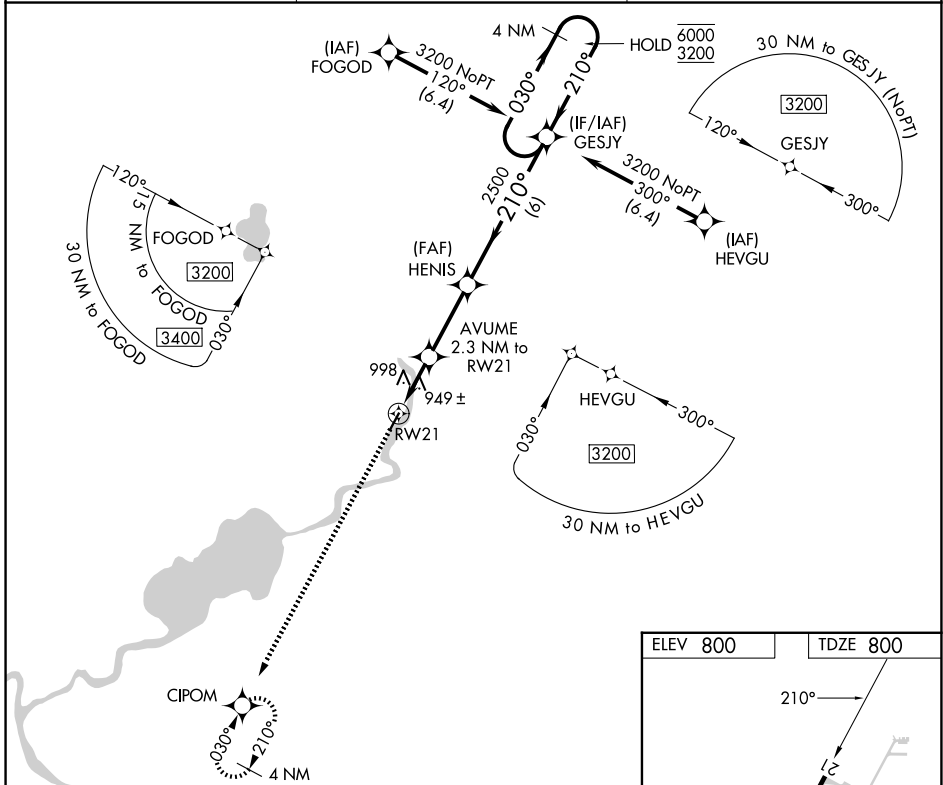 (IAF)
FOGOD
3200 NoPT
120°
(6.4)
4 NM
030°
210°
HOLD
6000
3200
30 NM to GESJY (NoPT)
3200
120°
GESJY
300°
(IF/IAF)
GESJY
3200 NoPT
300°
(6.4)
(IAF)
HEVGU
2500
210°
(6)
120°
15 NM to FOGOD
FOGOD
3200
30 NM to FOGOD
3400
030°
(FAF)
HENIS
AVUME
2.3 NM to
RW21
998
949 ±
RW21
HEVGU
300°
030°
3200
30 NM to HEVGU
CIPOM
030°
210°
4 NM
ELEV 800
TDZE 800
210°
21